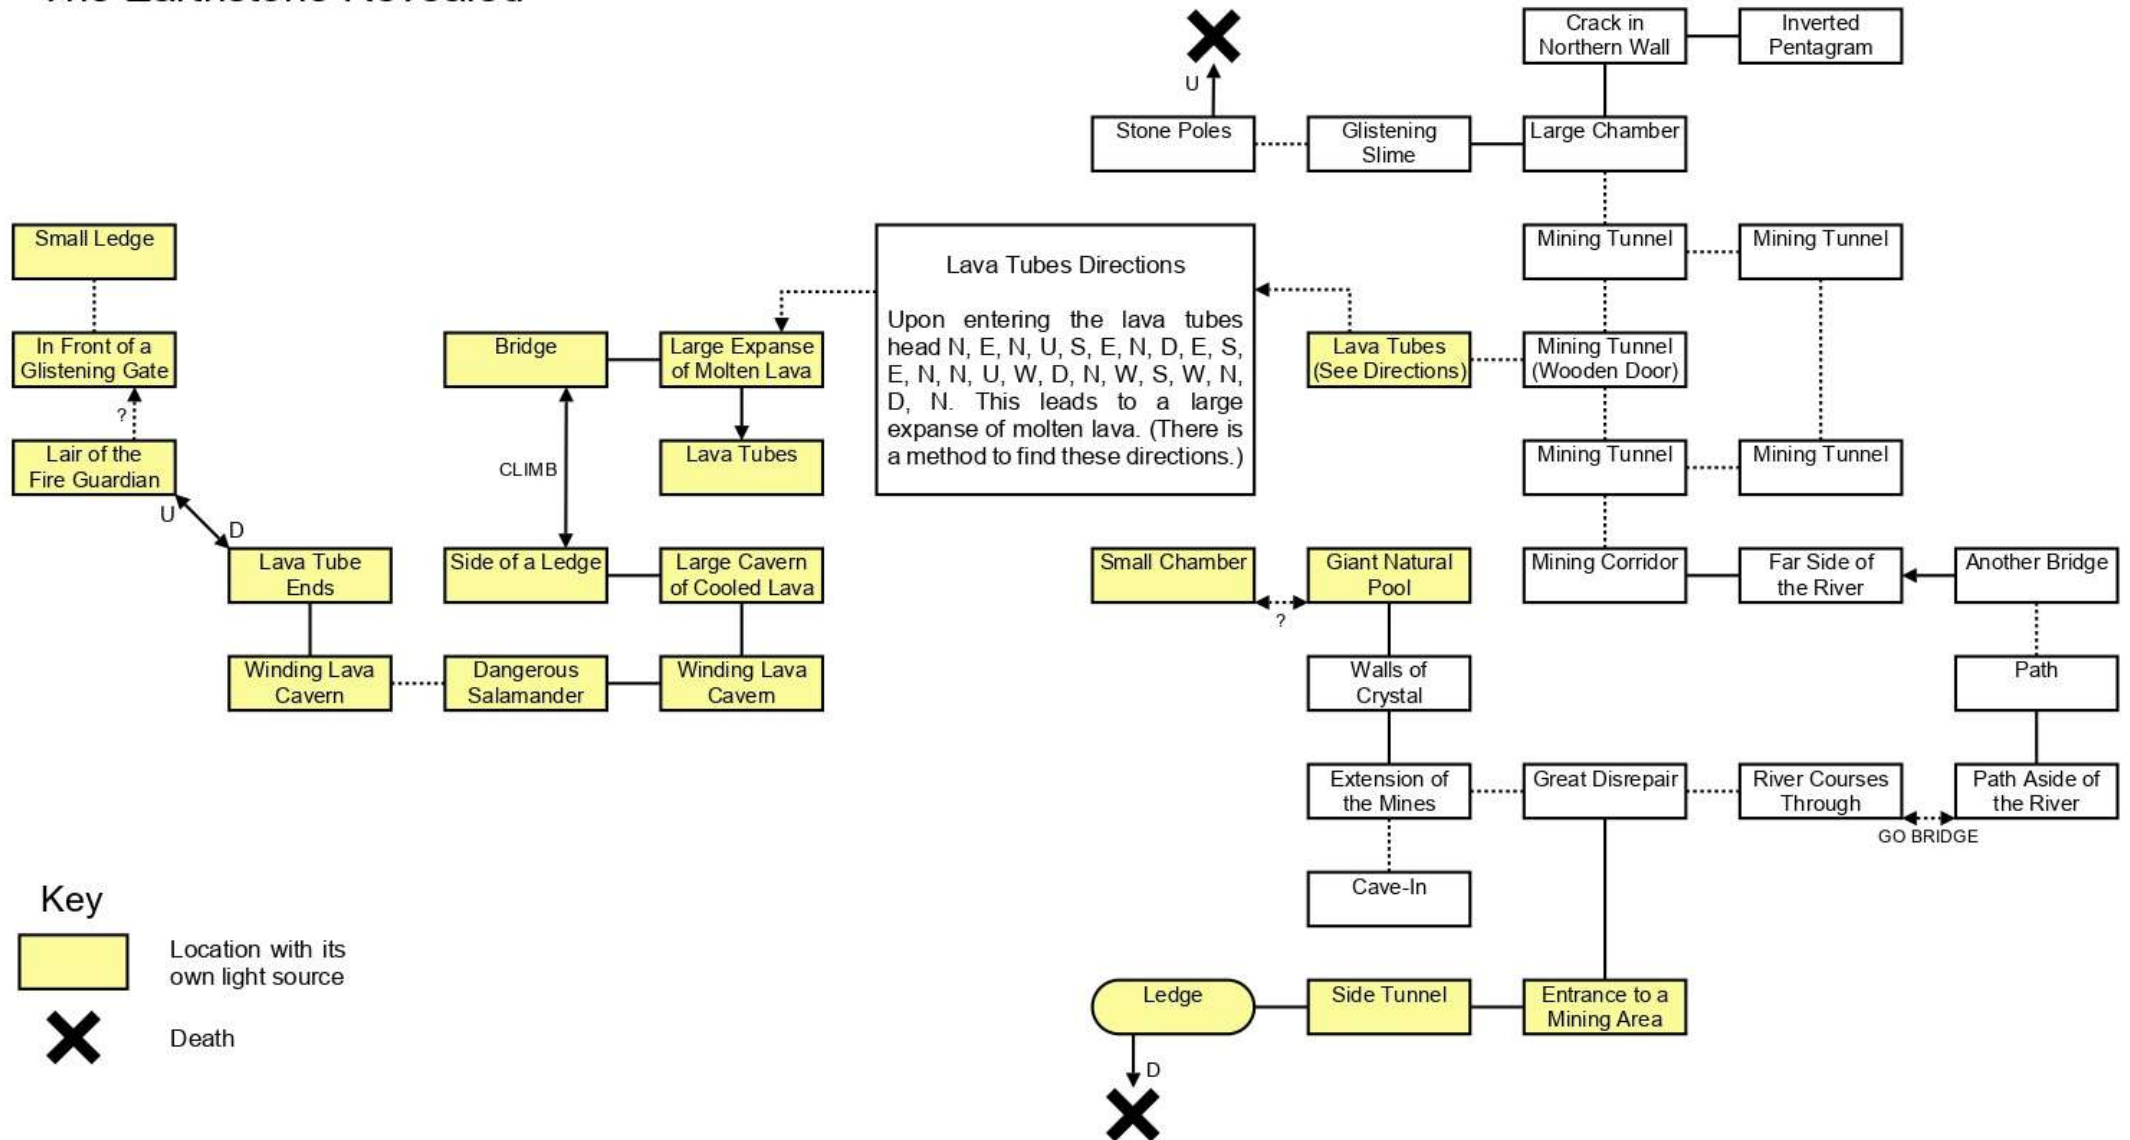 The Earthstone Revealed
Crack in
Northern Wall
Inverted
Pentagram
U
Stone Poles
Glistening
Slime
Large Chamber
Small Ledge
Lava Tubes Directions
Upon entering the lava tubes
head N, E, N, U, S, E, N, D, E, S,
E, N, N, U, W, D, N, W, S, W, N,
D, N. This leads to a large
expanse of molten lava. (There is
a method to find these directions.)
Mining Tunnel
Mining Tunnel
In Front of a
Glistening Gate
Bridge
Large Expanse
of Molten Lava
Lava Tubes
(See Directions)
Mining Tunnel
(Wooden Door)
?
Lair of the
Fire Guardian
CLIMB
Lava Tubes
Mining Tunnel
Mining Tunnel
U
D
Lava Tube
Ends
Side of a Ledge
Large Cavern
of Cooled Lava
Small Chamber
Giant Natural
Pool
Mining Corridor
Far Side of
the River
Another Bridge
?
Winding Lava
Cavern
Dangerous
Salamander
Winding Lava
Cavern
Walls of
Crystal
Path
Extension of
the Mines
Great Disrepair
River Courses
Through
Path Aside of
the River
GO BRIDGE
Cave-In
Key
Location with its
own light source
Death
Ledge
Side Tunnel
Entrance to a
Mining Area
D